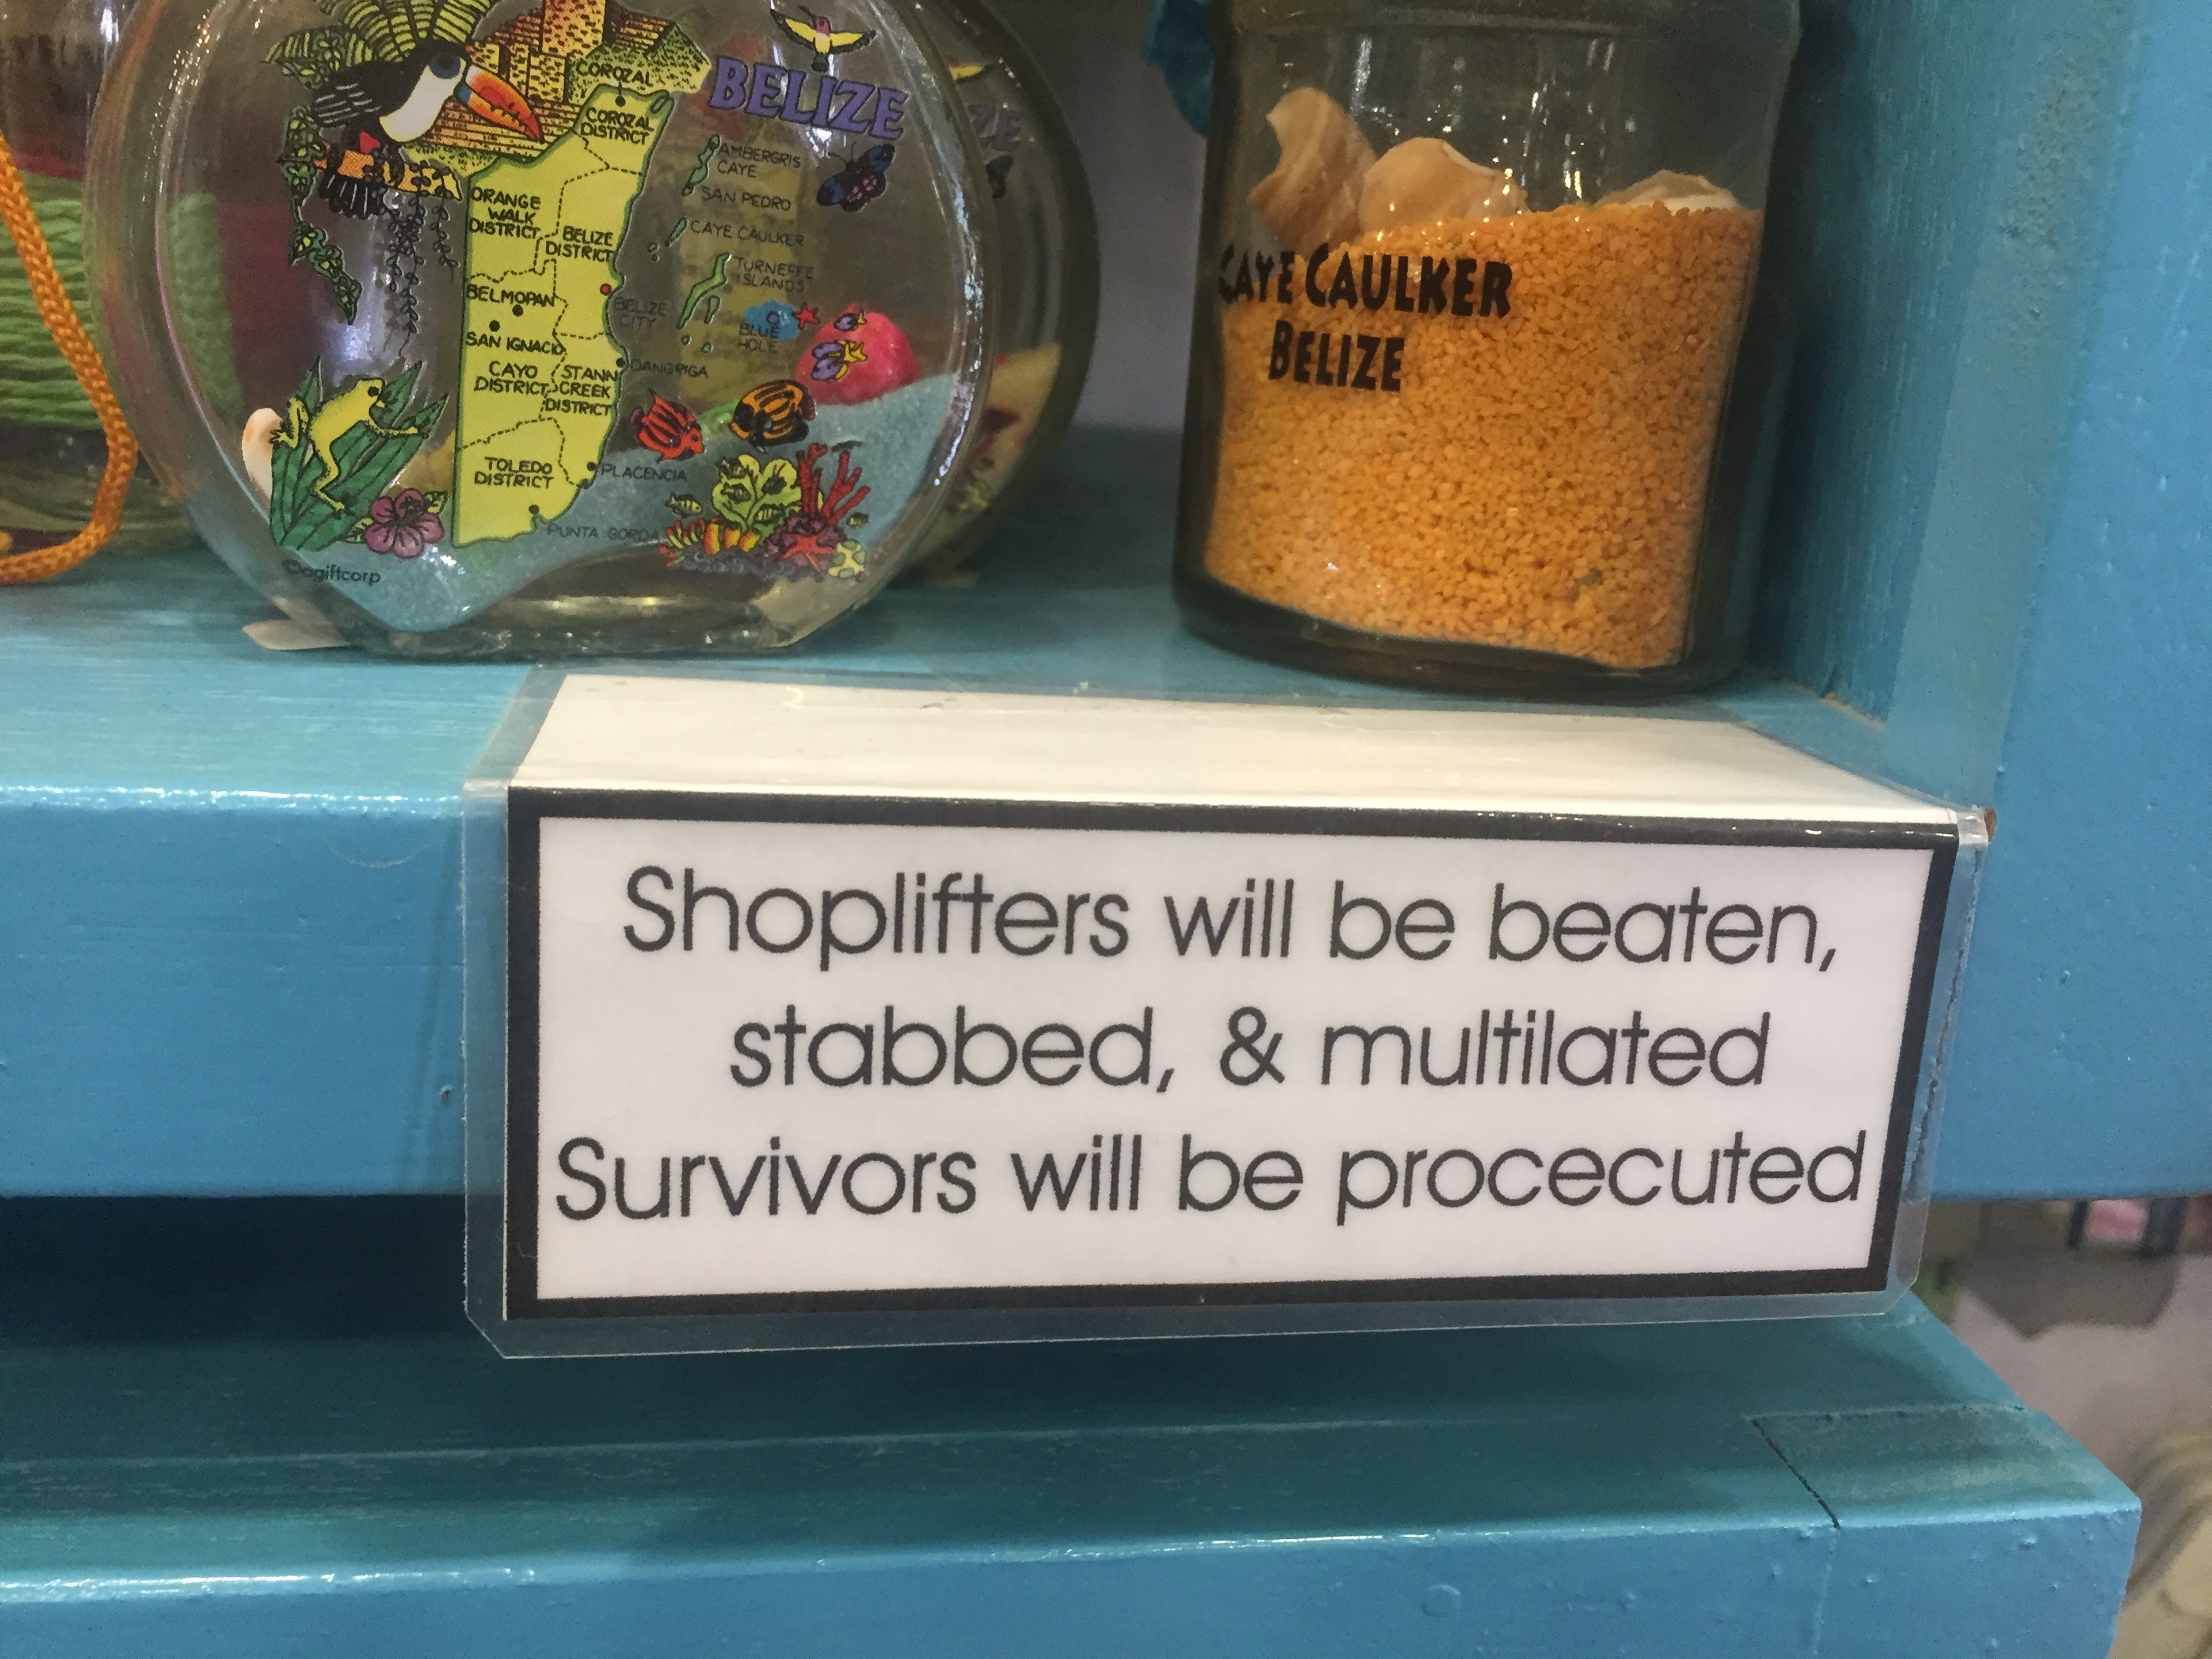 BELIZE
COROZAL
COROZAL
DISTRICT
AMBERGRIS
CAYE
SAN PEDRO
ORANGE
WALK
DISTRICT
BELIZE
DISTRICT
CAYE CAULKER
TURNEFFE
ISLANDS
BELMOPAN
BELIZE
CITY
BLUE
HOLE
SAN IGNACIO
DANGRIGA
CAYO
DISTRICT
STANN
CREEK
DISTRICT
TOLEDO
DISTRICT
PLACENCIA
PUNTA GORDA
CAYE CAULKER
BELIZE
Shoplifters will be beaten,
stabbed, & multilated
Survivors will be procecuted